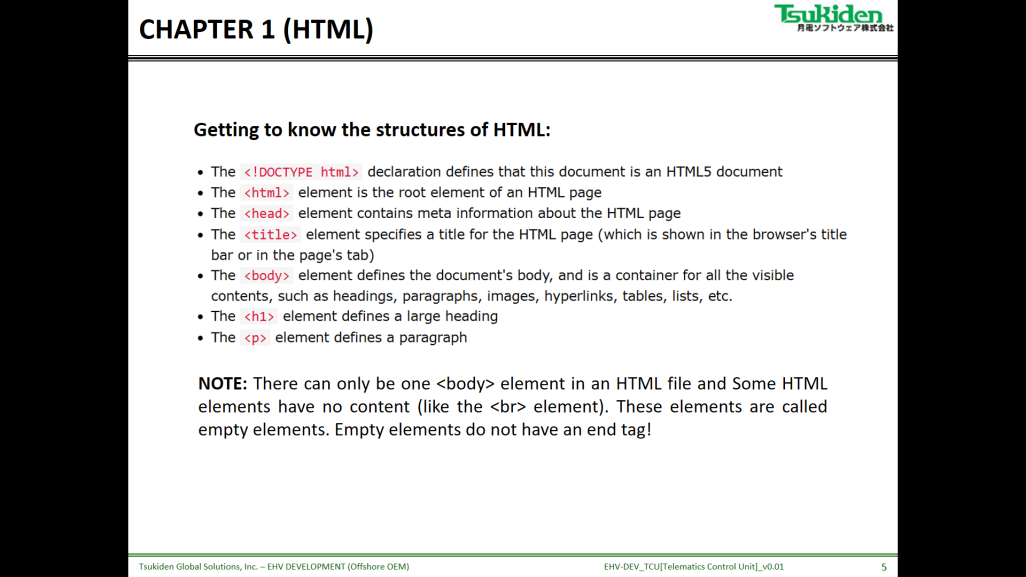 CHAPTER 1 (HTML)
Tsukiden
月電ソフトウェア株式会社
Getting to know the structures of HTML:
• The <!DOCTYPE html> declaration defines that this document is an HTML5 document
• The <html> element is the root element of an HTML page
• The <head> element contains meta information about the HTML page
• The <title> element specifies a title for the HTML page (which is shown in the browser's title
bar or in the page's tab)
• The <body> element defines the document's body, and is a container for all the visible
contents, such as headings, paragraphs, images, hyperlinks, tables, lists, etc.
• The <h1> element defines a large heading
• The <p> element defines a paragraph
NOTE: There can only be one <body> element in an HTML file and Some HTML
elements have no content (like the <br> element). These elements are called
empty elements. Empty elements do not have an end tag!
Tsukiden Global Solutions, Inc. – EHV DEVELOPMENT (Offshore OEM)
EHV-DEV_TCU[Telematics Control Unit]_v0.01
5